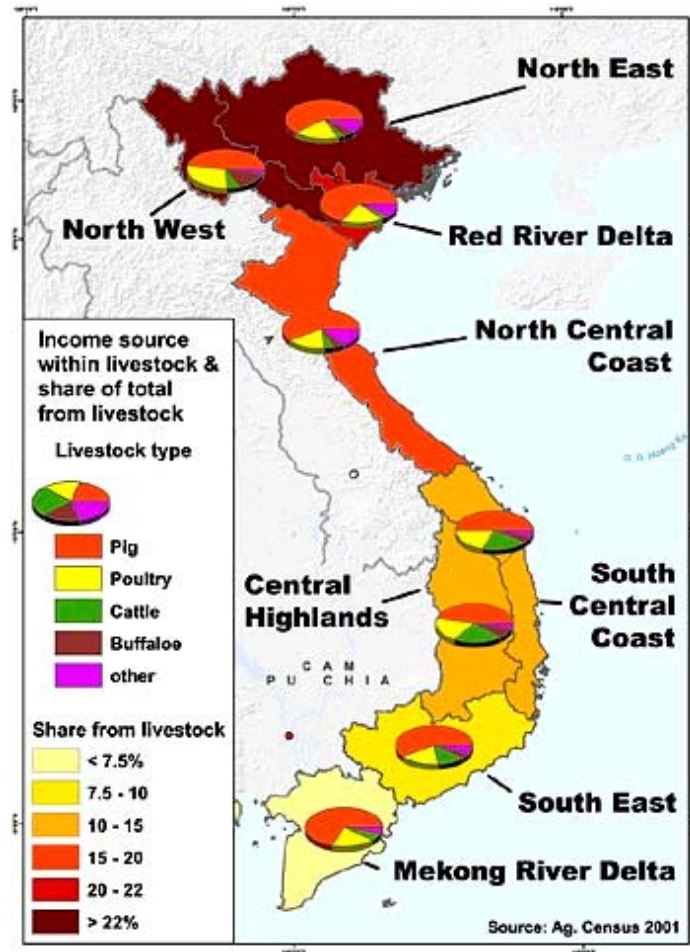 North East
North West
Red River Delta
North Central
Coast
Income source
within livestock &
share of total
from livestock
Livestock type
Pig
Poultry
Cattle
Buffaloe
other
Central
Highlands
South
Central
Coast
CAM
PU CHIA
Share from livestock
< 7.5%
7.5 - 10
10 - 15
15 - 20
20 - 22
> 22%
South East
Mekong River Delta
Source: Ag. Census 2001